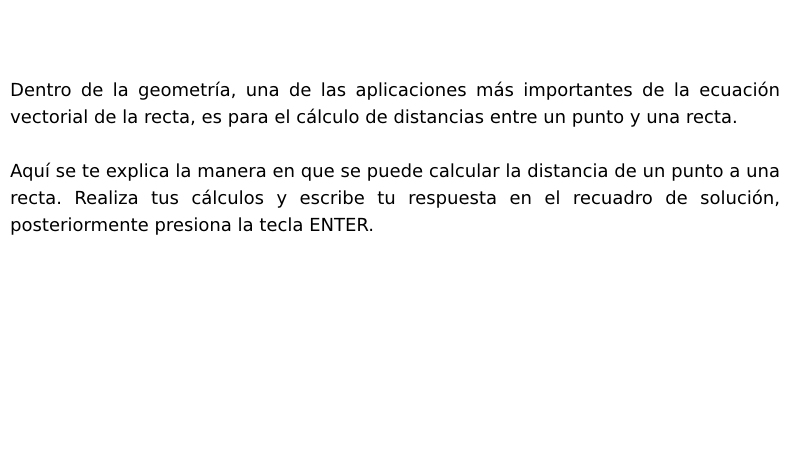 Dentro de la geometría, una de las aplicaciones más importantes de la ecuación
vectorial de la recta, es para el cálculo de distancias entre un punto y una recta.
Aquí se te explica la manera en que se puede calcular la distancia de un punto a una
recta. Realiza tus cálculos y escribe tu respuesta en el recuadro de solución,
posteriormente presiona la tecla ENTER.